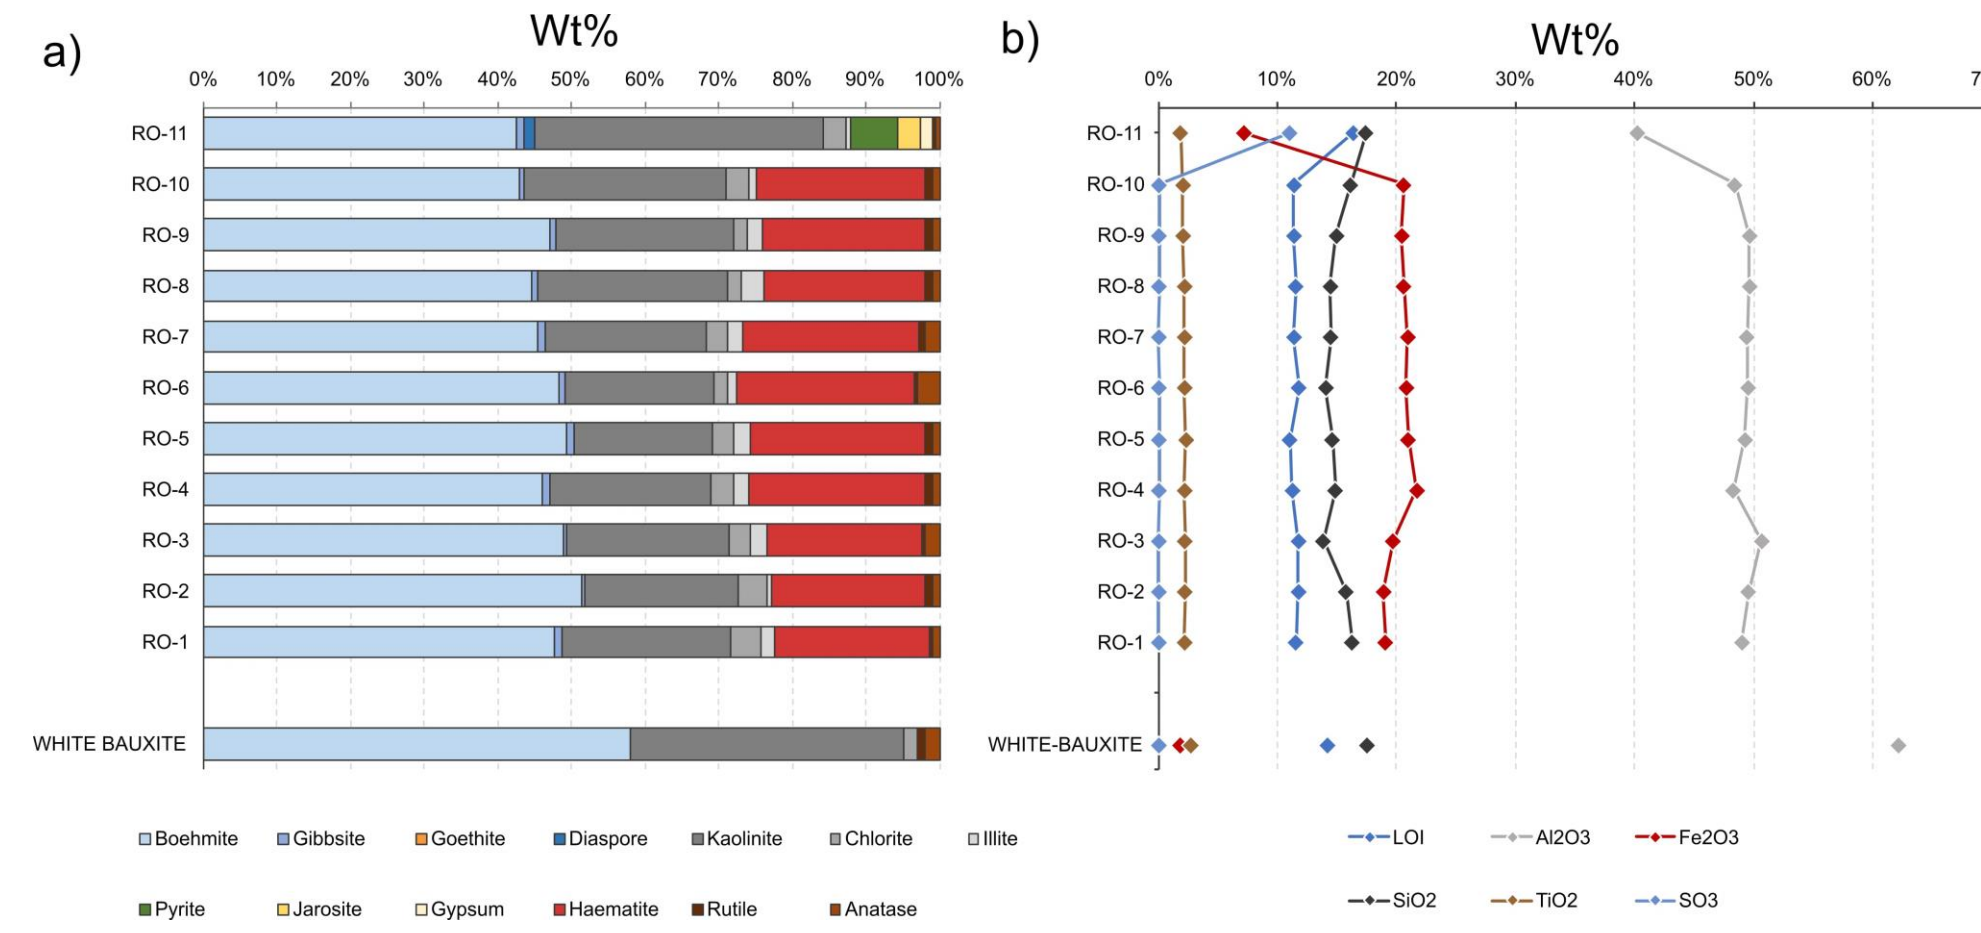 a)
Wt%
0% 10% 20% 30% 40% 50% 60% 70% 80% 90% 100%
RO-11
RO-10
RO-9
RO-8
RO-7
RO-6
RO-5
RO-4
RO-3
RO-2
RO-1
WHITE BAUXITE
Boehmite Gibbsite Goethite Diaspore Kaolinite Chlorite Illite
Pyrite Jarosite Gypsum Haematite Rutile Anatase
b)
Wt%
0% 10% 20% 30% 40% 50% 60% 7
RO-11
RO-10
RO-9
RO-8
RO-7
RO-6
RO-5
RO-4
RO-3
RO-2
RO-1
WHITE-BAUXITE
LOI Al2O3 Fe2O3
SiO2 TiO2 SO3